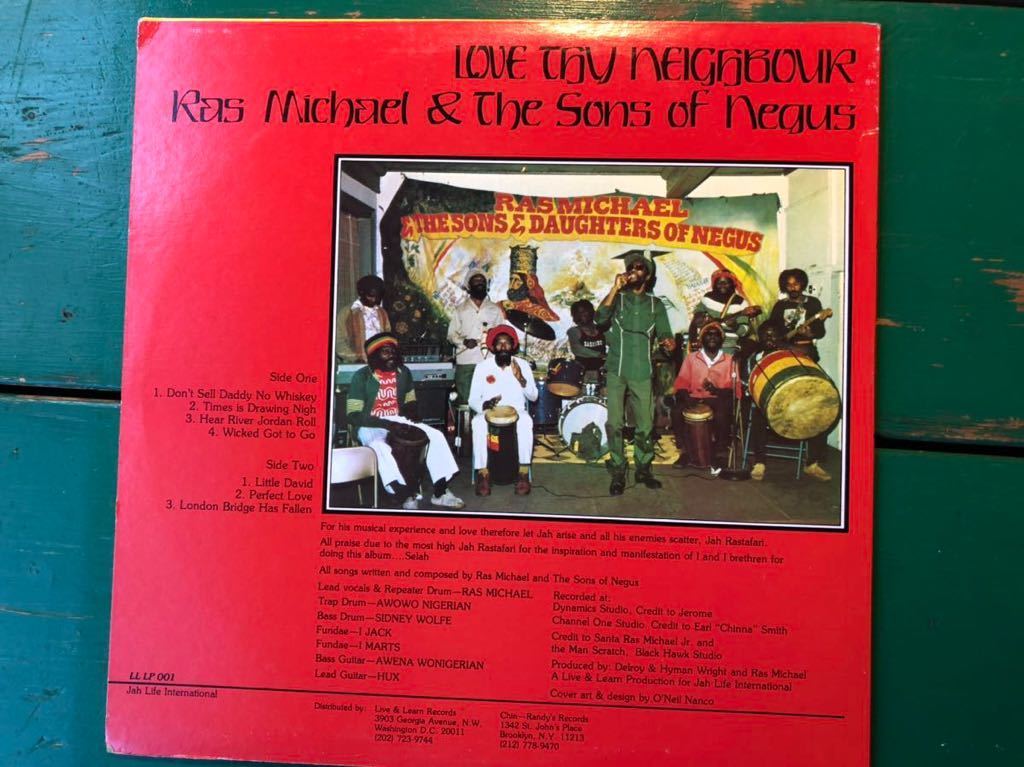 LOVE THY NEIGHBOUR
Ras Michael & The Sons of Negus
RAS MICHAEL
& THE SONS & DAUGHTERS OF NEGUS
Side One
1. Don't Sell Daddy No Whiskey
2. Times is Drawing Nigh
3. Hear River Jordan Roll
4. Wicked Got to Go
Side Two
1. Little David
2. Perfect Love
3. London Bridge Has Fallen
For his musical experience and love therefore let Jah arise and all his enemies scatter, Jah Rastafari.
All praise due to the most high Jah Rastafari for the inspiration and manifestation of I and I brethren for
doing this album....Selah
All songs written and composed by Ras Michael and The Sons of Negus
Lead vocals & Repeater Drum—RAS MICHAEL
Trap Drum—AWOWO NIGERIAN
Bass Drum—SIDNEY WOLFE
Fundae—I JACK
Fundae—I MARTS
Bass Guitar—AWENA WONIGERIAN
Lead Guitar—HUX
Recorded at:
Dynamics Studio, Credit to Jerome
Channel One Studio, Credit to Earl "Chinna" Smith
Credit to Santa Ras Michael Jr. and
the Man Scratch, Black Hawk Studio
Produced by: Delroy & Hyman Wright and Ras Michael
A Live & Learn Production for Jah Life International
Cover art & design by O'Neil Nanco
LL LP 001
Jah Life International
Distributed by: Live & Learn Records
3903 Georgia Avenue, N.W.
Washington D.C. 20011
(202) 723-9744
Chin—Randy's Records
1342 St. John's Place
Brooklyn, N.Y. 11213
(212) 778-9470